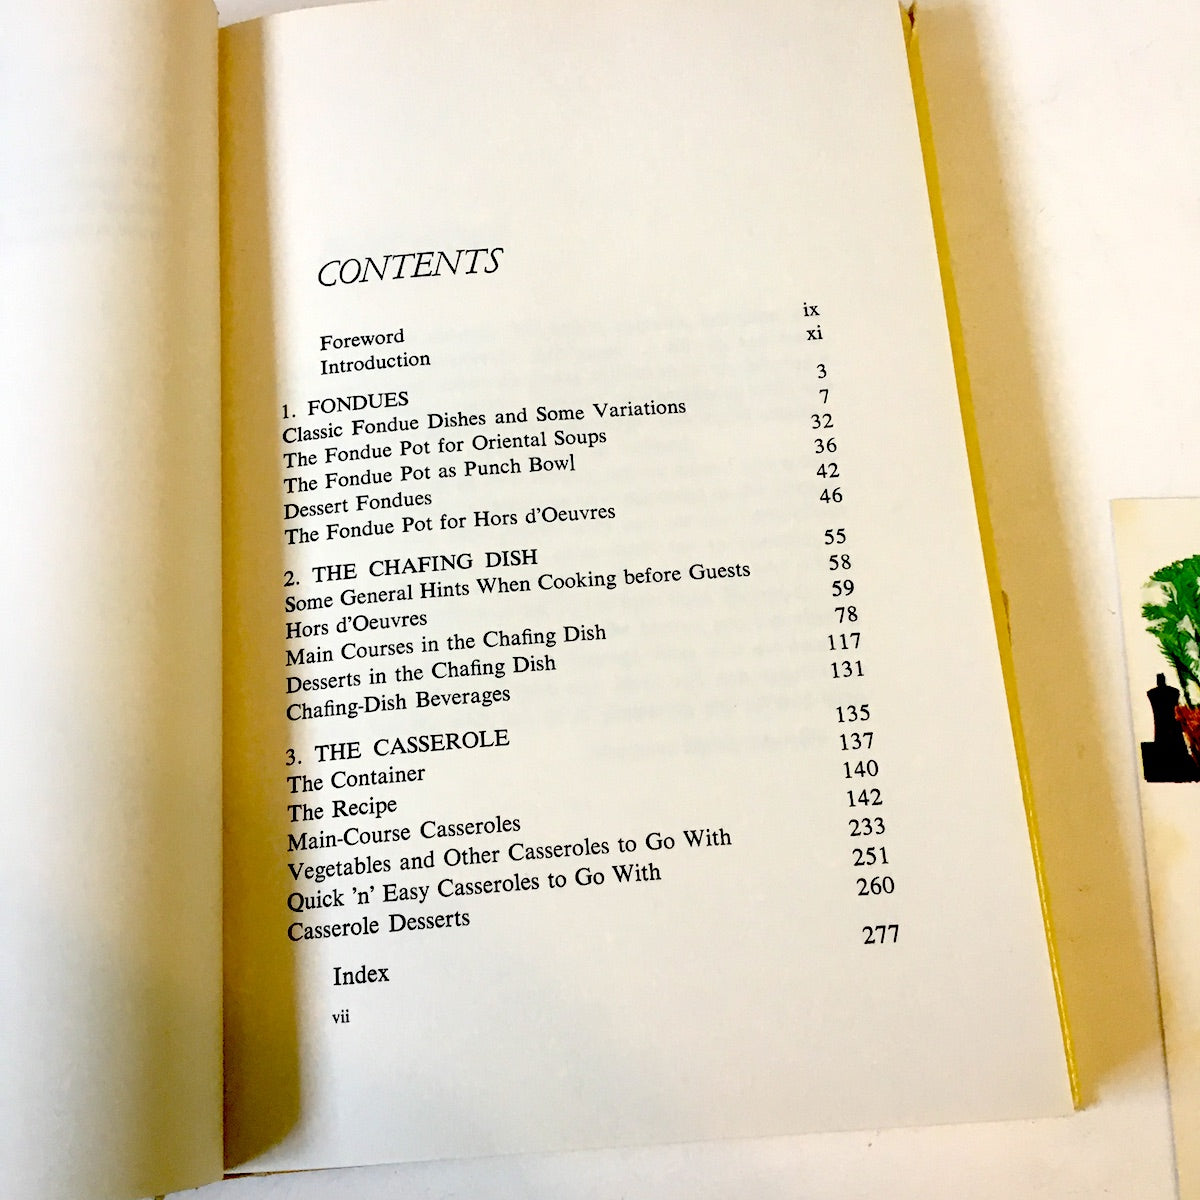 CONTENTS
Foreword ix
Introduction xi
1. FONDUES 3
Classic Fondue Dishes and Some Variations 7
The Fondue Pot for Oriental Soups 32
The Fondue Pot as Punch Bowl 36
Dessert Fondues 42
The Fondue Pot for Hors d'Oeuvres 46
2. THE CHAFING DISH 55
Some General Hints When Cooking before Guests 58
Hors d'Oeuvres 59
Main Courses in the Chafing Dish 78
Desserts in the Chafing Dish 117
Chafing-Dish Beverages 131
3. THE CASSEROLE 135
The Container 137
The Recipe 140
Main-Course Casseroles 142
Vegetables and Other Casseroles to Go With 233
Quick 'n' Easy Casseroles to Go With 251
Casserole Desserts 260
Index 277
vii